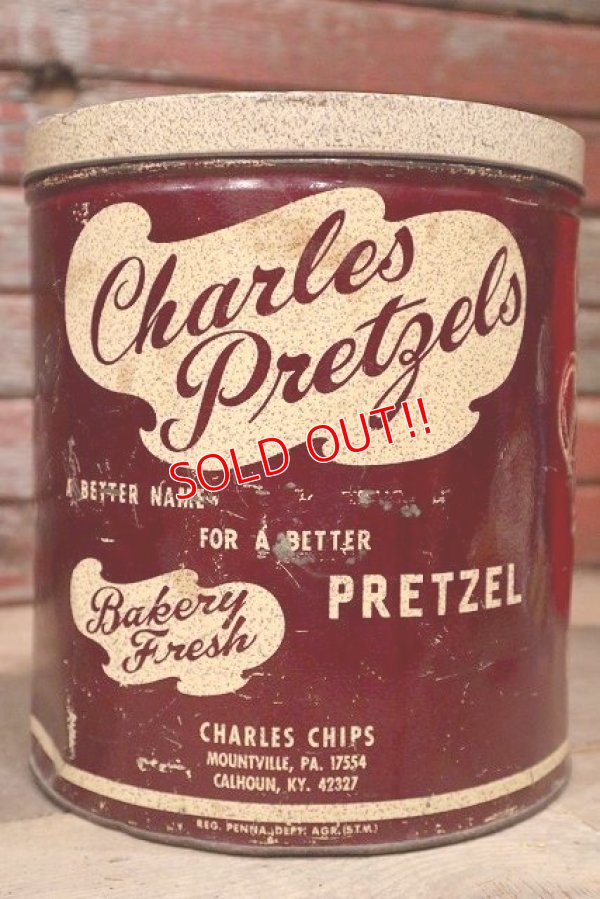 Charles
Pretzels
SOLD OUT!!
A BETTER NAME
FOR A BETTER
PRETZEL
Bakery
Fresh
CHARLES CHIPS
MOUNTVILLE, PA. 17554
CALHOUN, KY. 42327
REG. PENNA. DEPT. AGR. (S.T.M.)